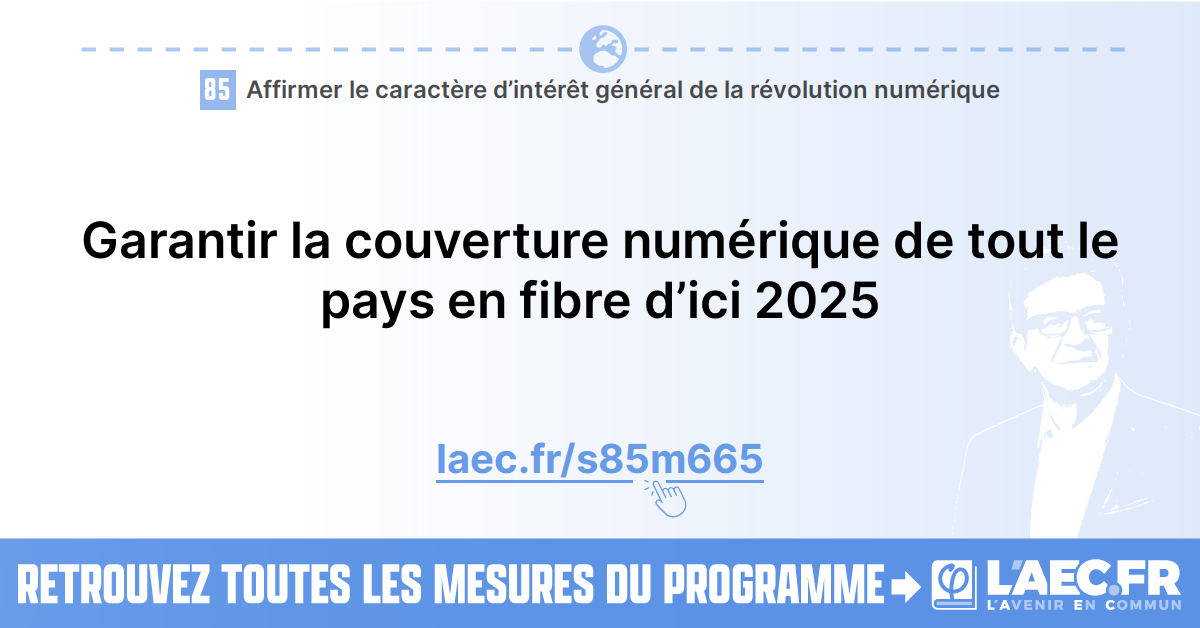 85 Affirmer le caractère d’intérêt général de la révolution numérique
Garantir la couverture numérique de tout le
pays en fibre d’ici 2025
laec.fr/s85m665
RETROUVEZ TOUTES LES MESURES DU PROGRAMME
L'AEC.FR
L'AVENIR EN COMMUN